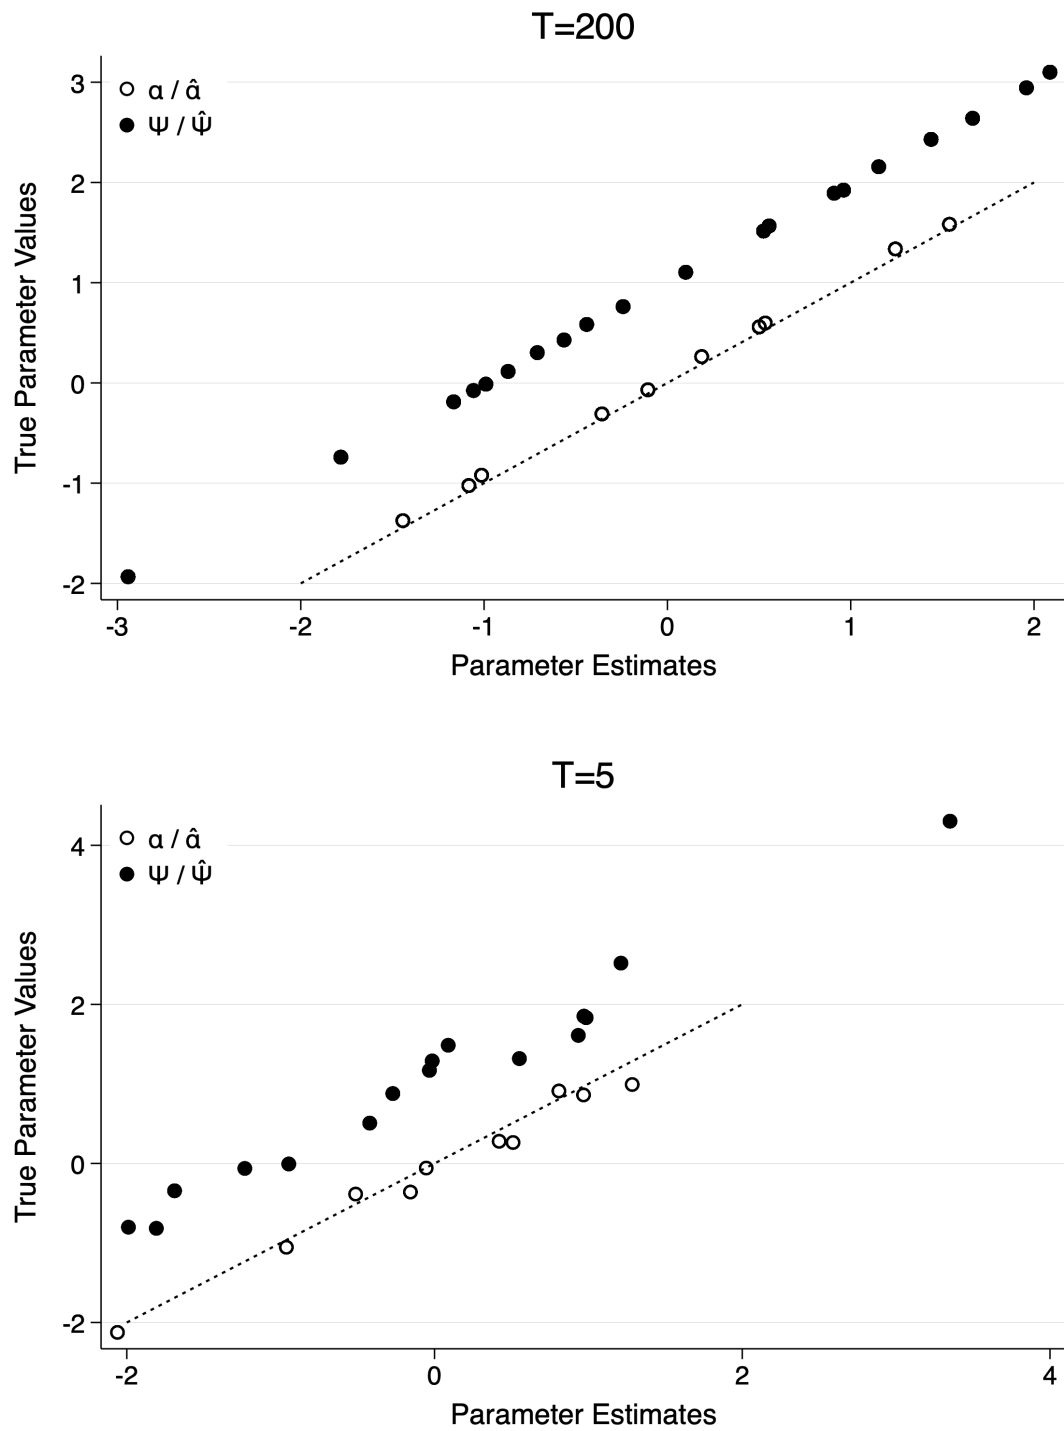 T=200
α / α̂
Ψ / Ψ̂
True Parameter Values
3
2
1
0
-1
-2
-3 -2 -1 0 1 2
Parameter Estimates
T=5
α / α̂
Ψ / Ψ̂
True Parameter Values
4
2
0
-2
-2 0 2 4
Parameter Estimates